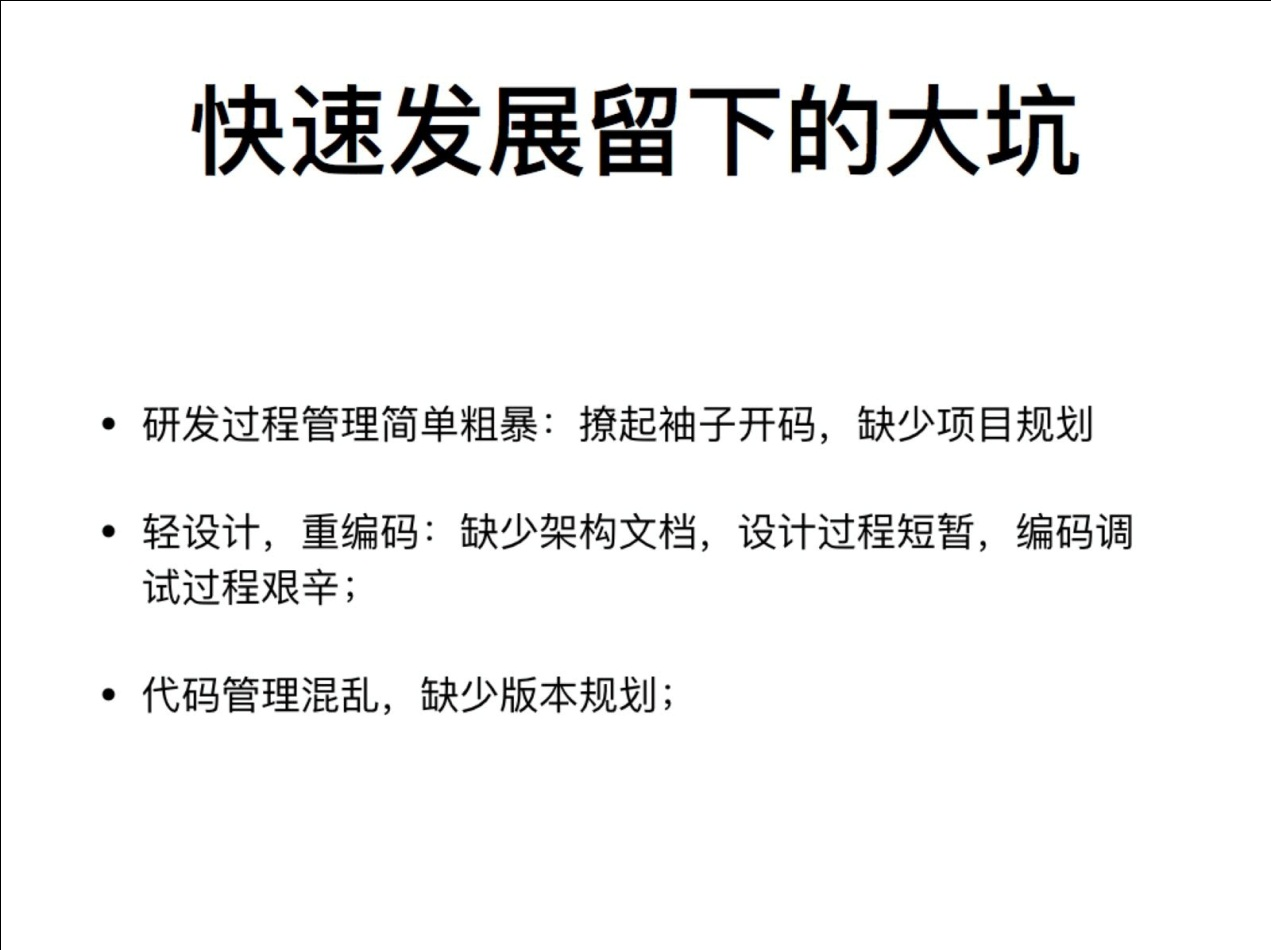 快速发展留下的大坑
• 研发过程管理简单粗暴：撩起袖子开码，缺少项目规划
• 轻设计，重编码：缺少架构文档，设计过程短暂，编码调
试过程艰辛；
• 代码管理混乱，缺少版本规划；